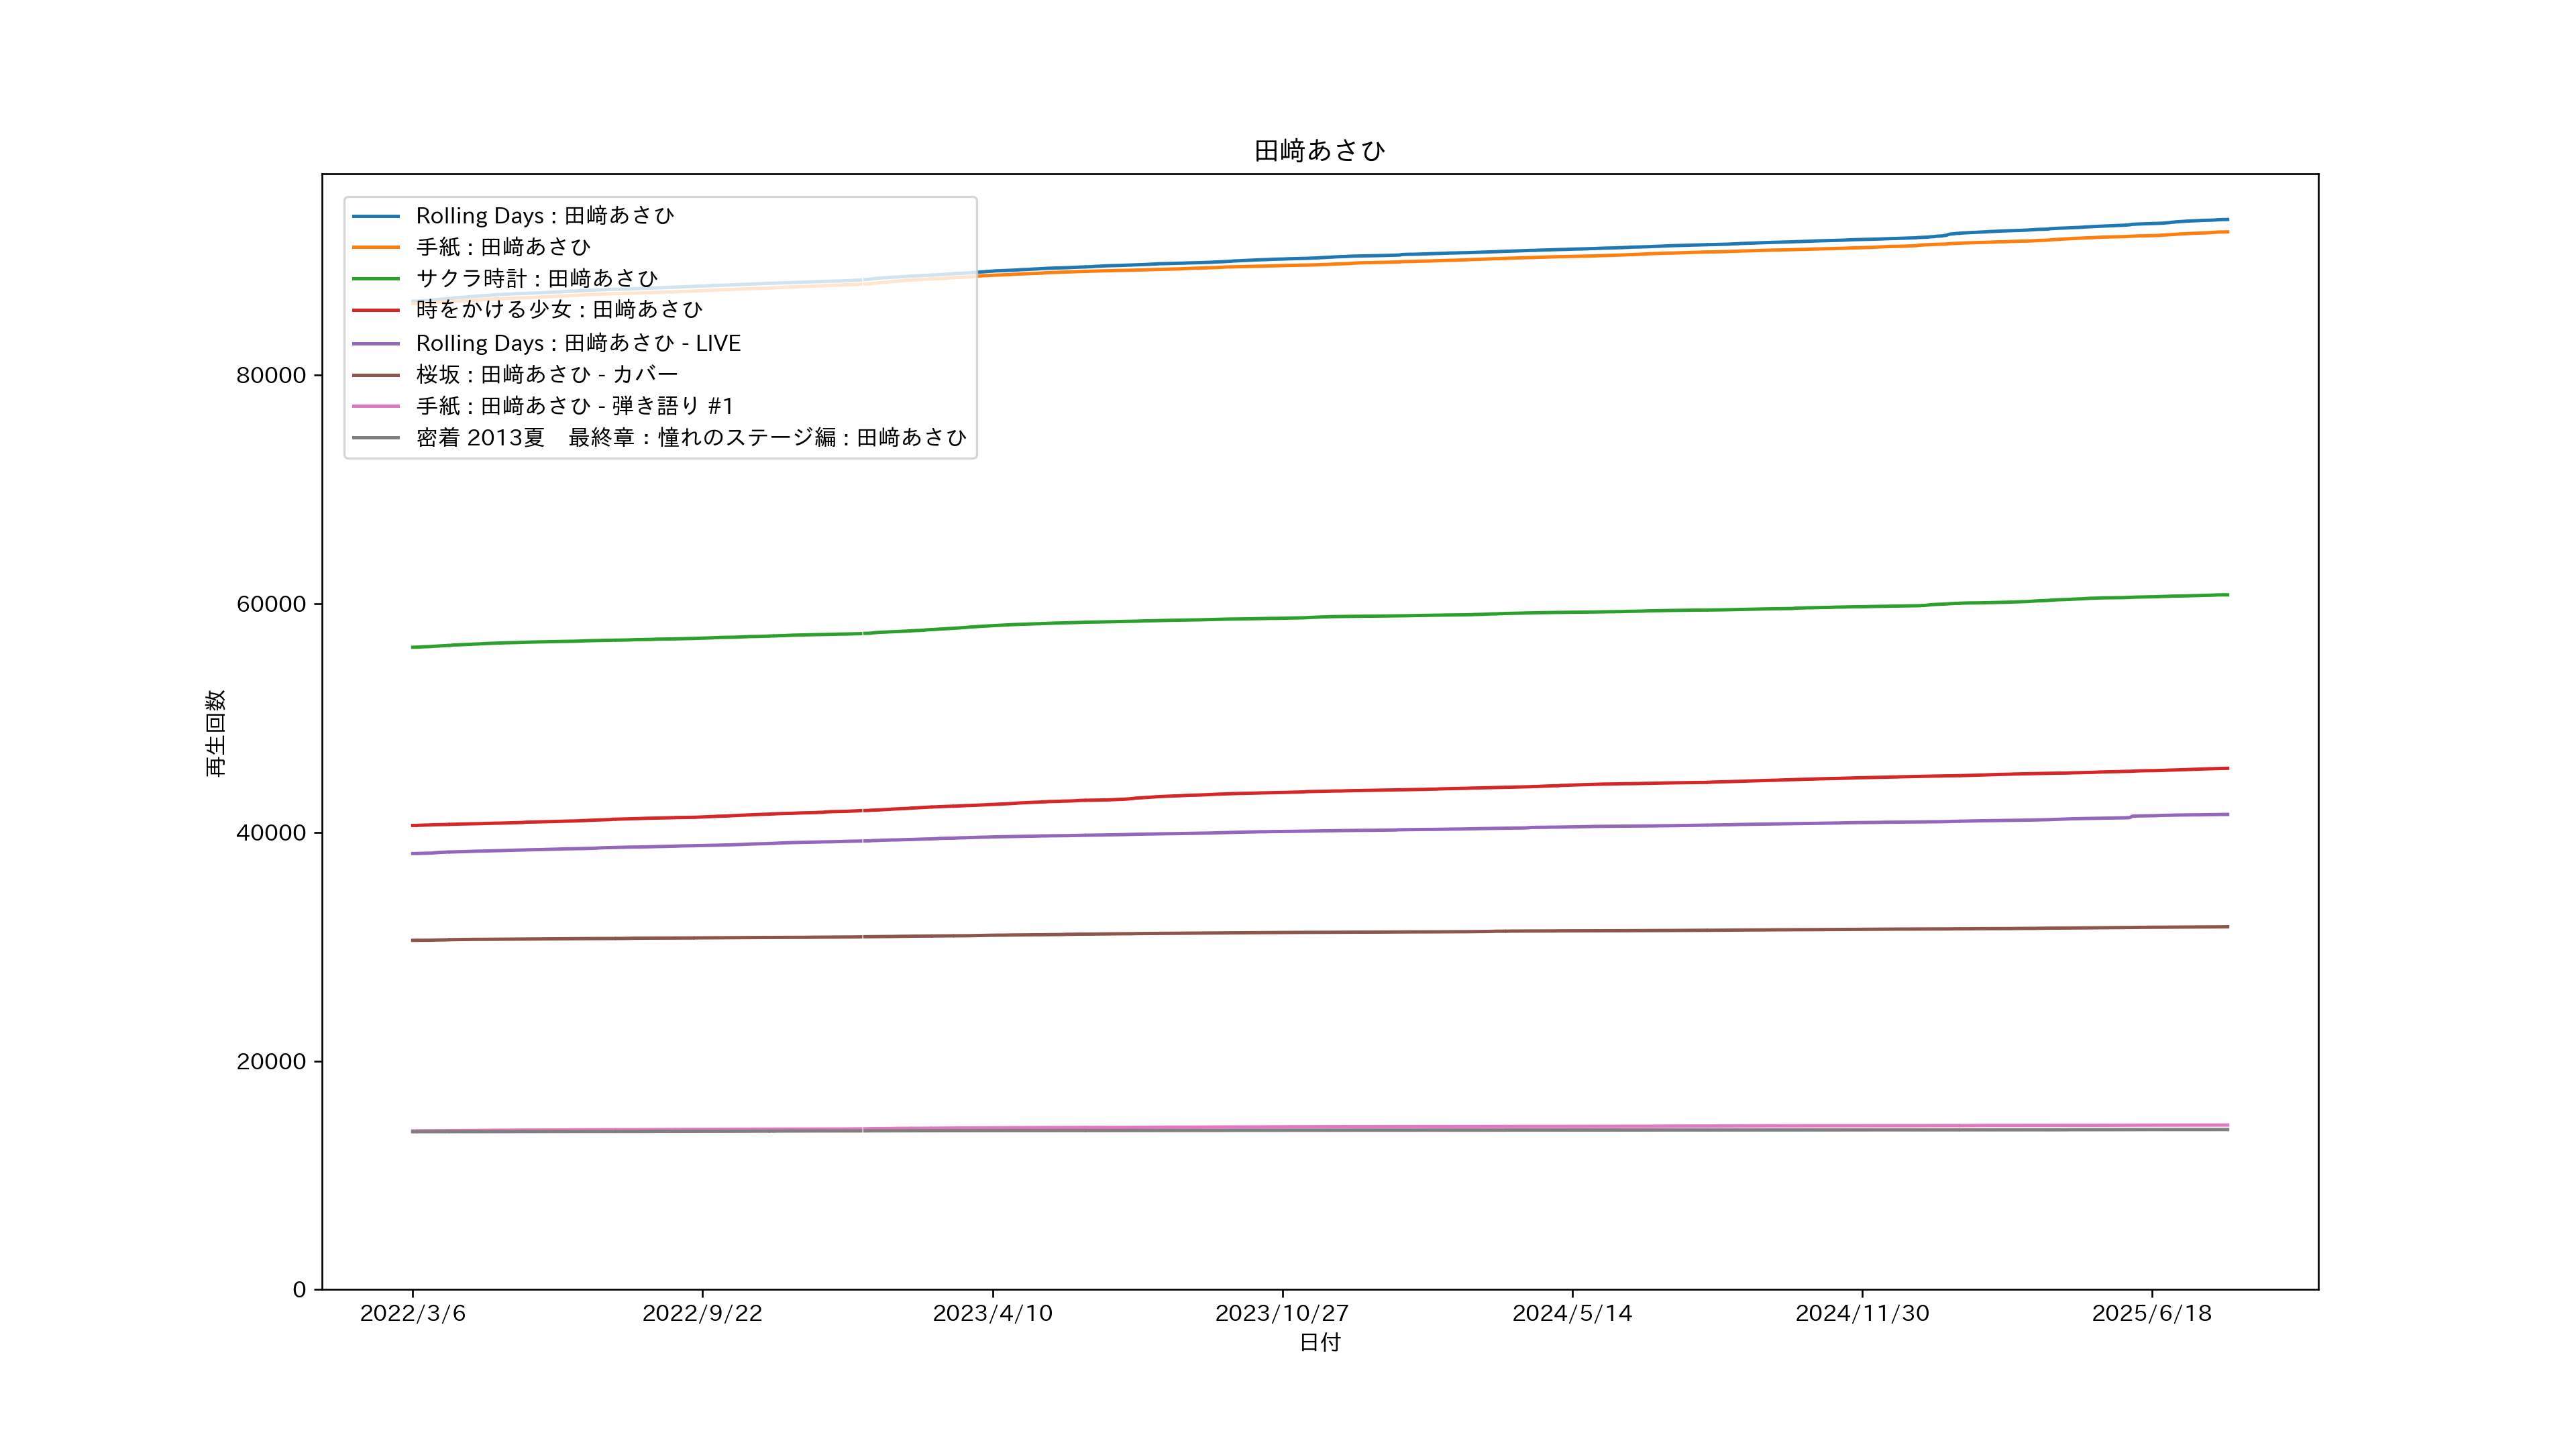 田﨑あさひ
Rolling Days : 田﨑あさひ
手紙 : 田﨑あさひ
サクラ時計 : 田﨑あさひ
時をかける少女 : 田﨑あさひ
Rolling Days : 田﨑あさひ - LIVE
桜坂 : 田﨑あさひ - カバー
手紙 : 田﨑あさひ - 弾き語り #1
密着 2013夏　最終章：憧れのステージ編 : 田﨑あさひ
再生回数
80000
60000
40000
20000
0
2022/3/6 2022/9/22 2023/4/10 2023/10/27 2024/5/14 2024/11/30 2025/6/18
日付